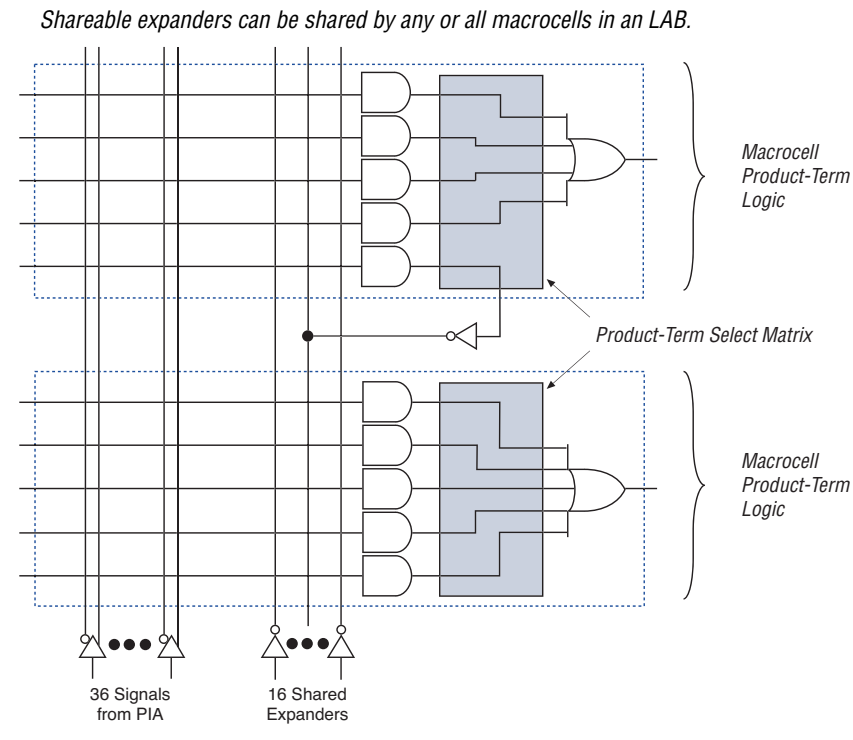 Shareable expanders can be shared by any or all macrocells in an LAB.
Macrocell
Product-Term
Logic
Product-Term Select Matrix
Macrocell
Product-Term
Logic
36 Signals
from PIA
16 Shared
Expanders